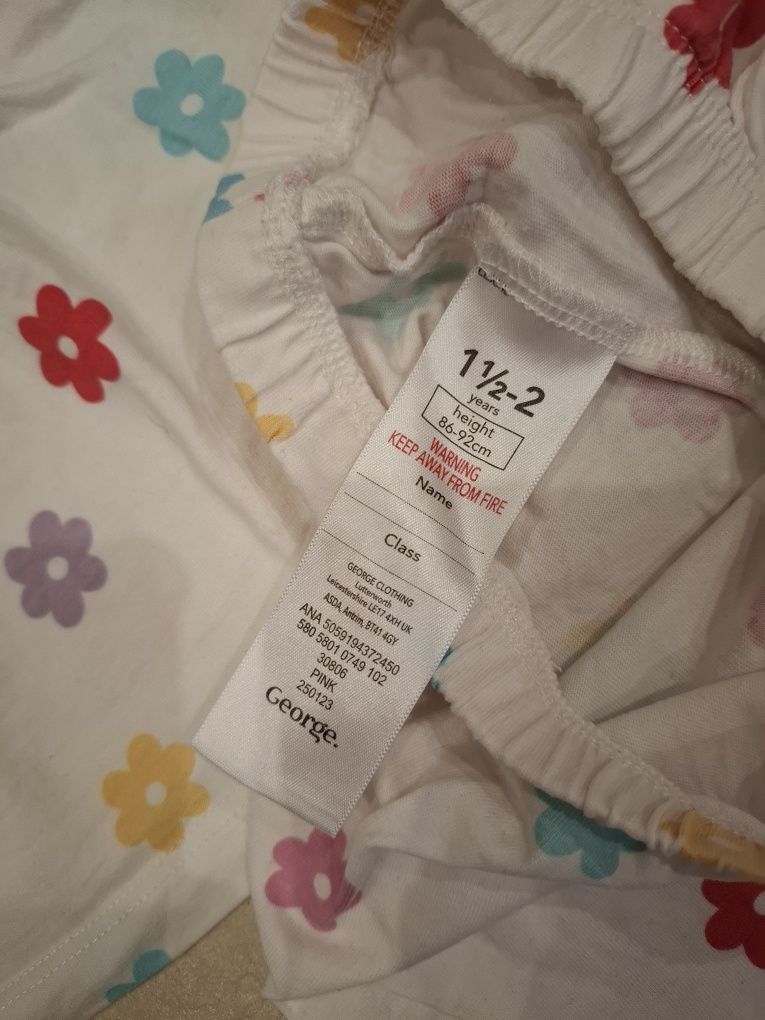 1½-2
years
height
86-92cm
WARNING
KEEP AWAY FROM FIRE
Name
Class
GEORGE CLOTHING
Lutterworth
Leicestershire LE17 4XH UK
ASDA, Antrim, BT41 4GY
ANA 5059194372450
580 5801 0749 102
30806
PINK
250123
George.